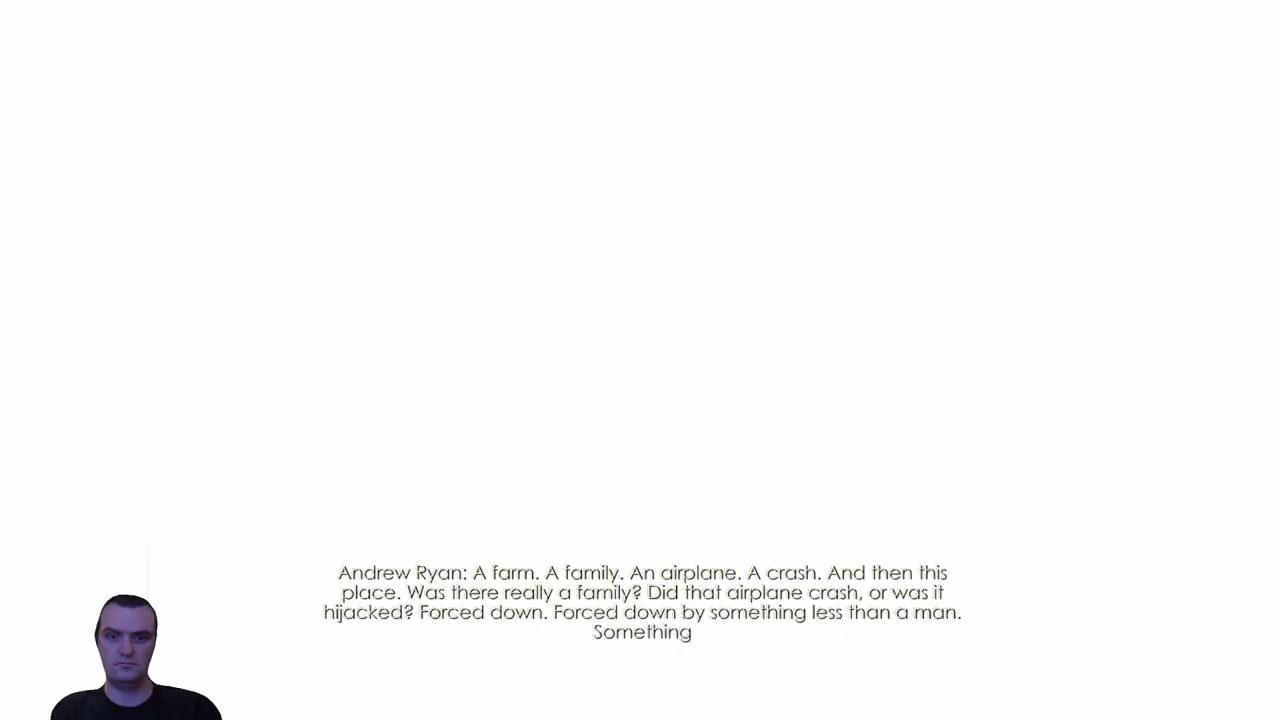 Andrew Ryan: A farm. A family. An airplane. A crash. And then this
place. Was there really a family? Did that airplane crash, or was it
hijacked? Forced down. Forced down by something less than a man.
Something